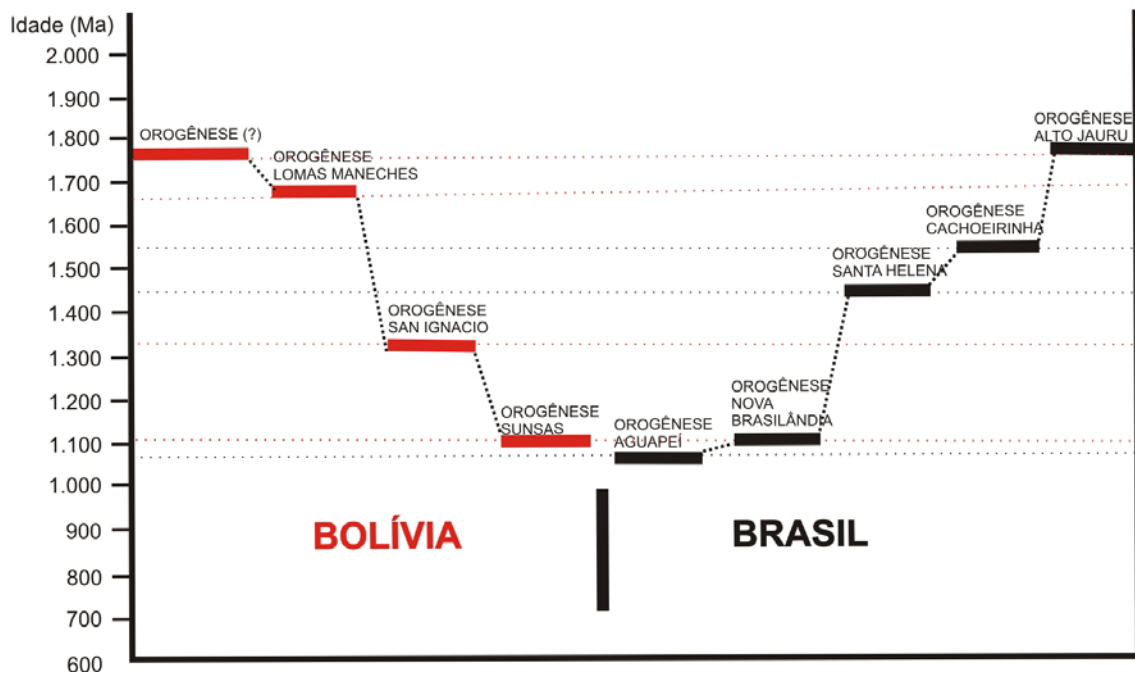 Idade (Ma)
2.000
1.900
1.800
1.700
1.600
1.500
1.400
1.300
1.200
1.100
1.000
900
800
700
600
OROGÊNESE (?)
OROGÊNESE
LOMAS MANECHES
OROGÊNESE
SAN IGNACIO
OROGÊNESE
SUNSAS
OROGÊNESE
AGUAPEÍ
OROGÊNESE
NOVA
BRASILÂNDIA
OROGÊNESE
SANTA HELENA
OROGÊNESE
CACHOEIRINHA
OROGÊNESE
ALTO JAURU
BOLÍVIA
BRASIL